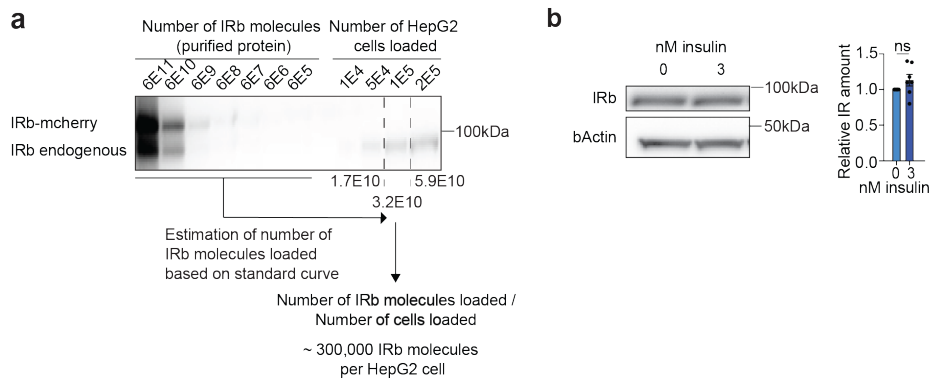 a
Number of IRb molecules
(purified protein)
Number of HepG2
cells loaded
6E11 6E10 6E9 6E8 6E7 6E6 6E5
1E4 5E4 1E5 2E5
IRb-mcherry
IRb endogenous
100kDa
1.7E10 5.9E10
3.2E10
Estimation of number of
IRb molecules loaded
based on standard curve
Number of IRb molecules loaded /
Number of cells loaded
~ 300,000 IRb molecules
per HepG2 cell
b
nM insulin
0 3
IRb
100kDa
bActin
50kDa
Relative IR amount
1.5
1.0
0.5
0.0
ns
0 3
nM insulin